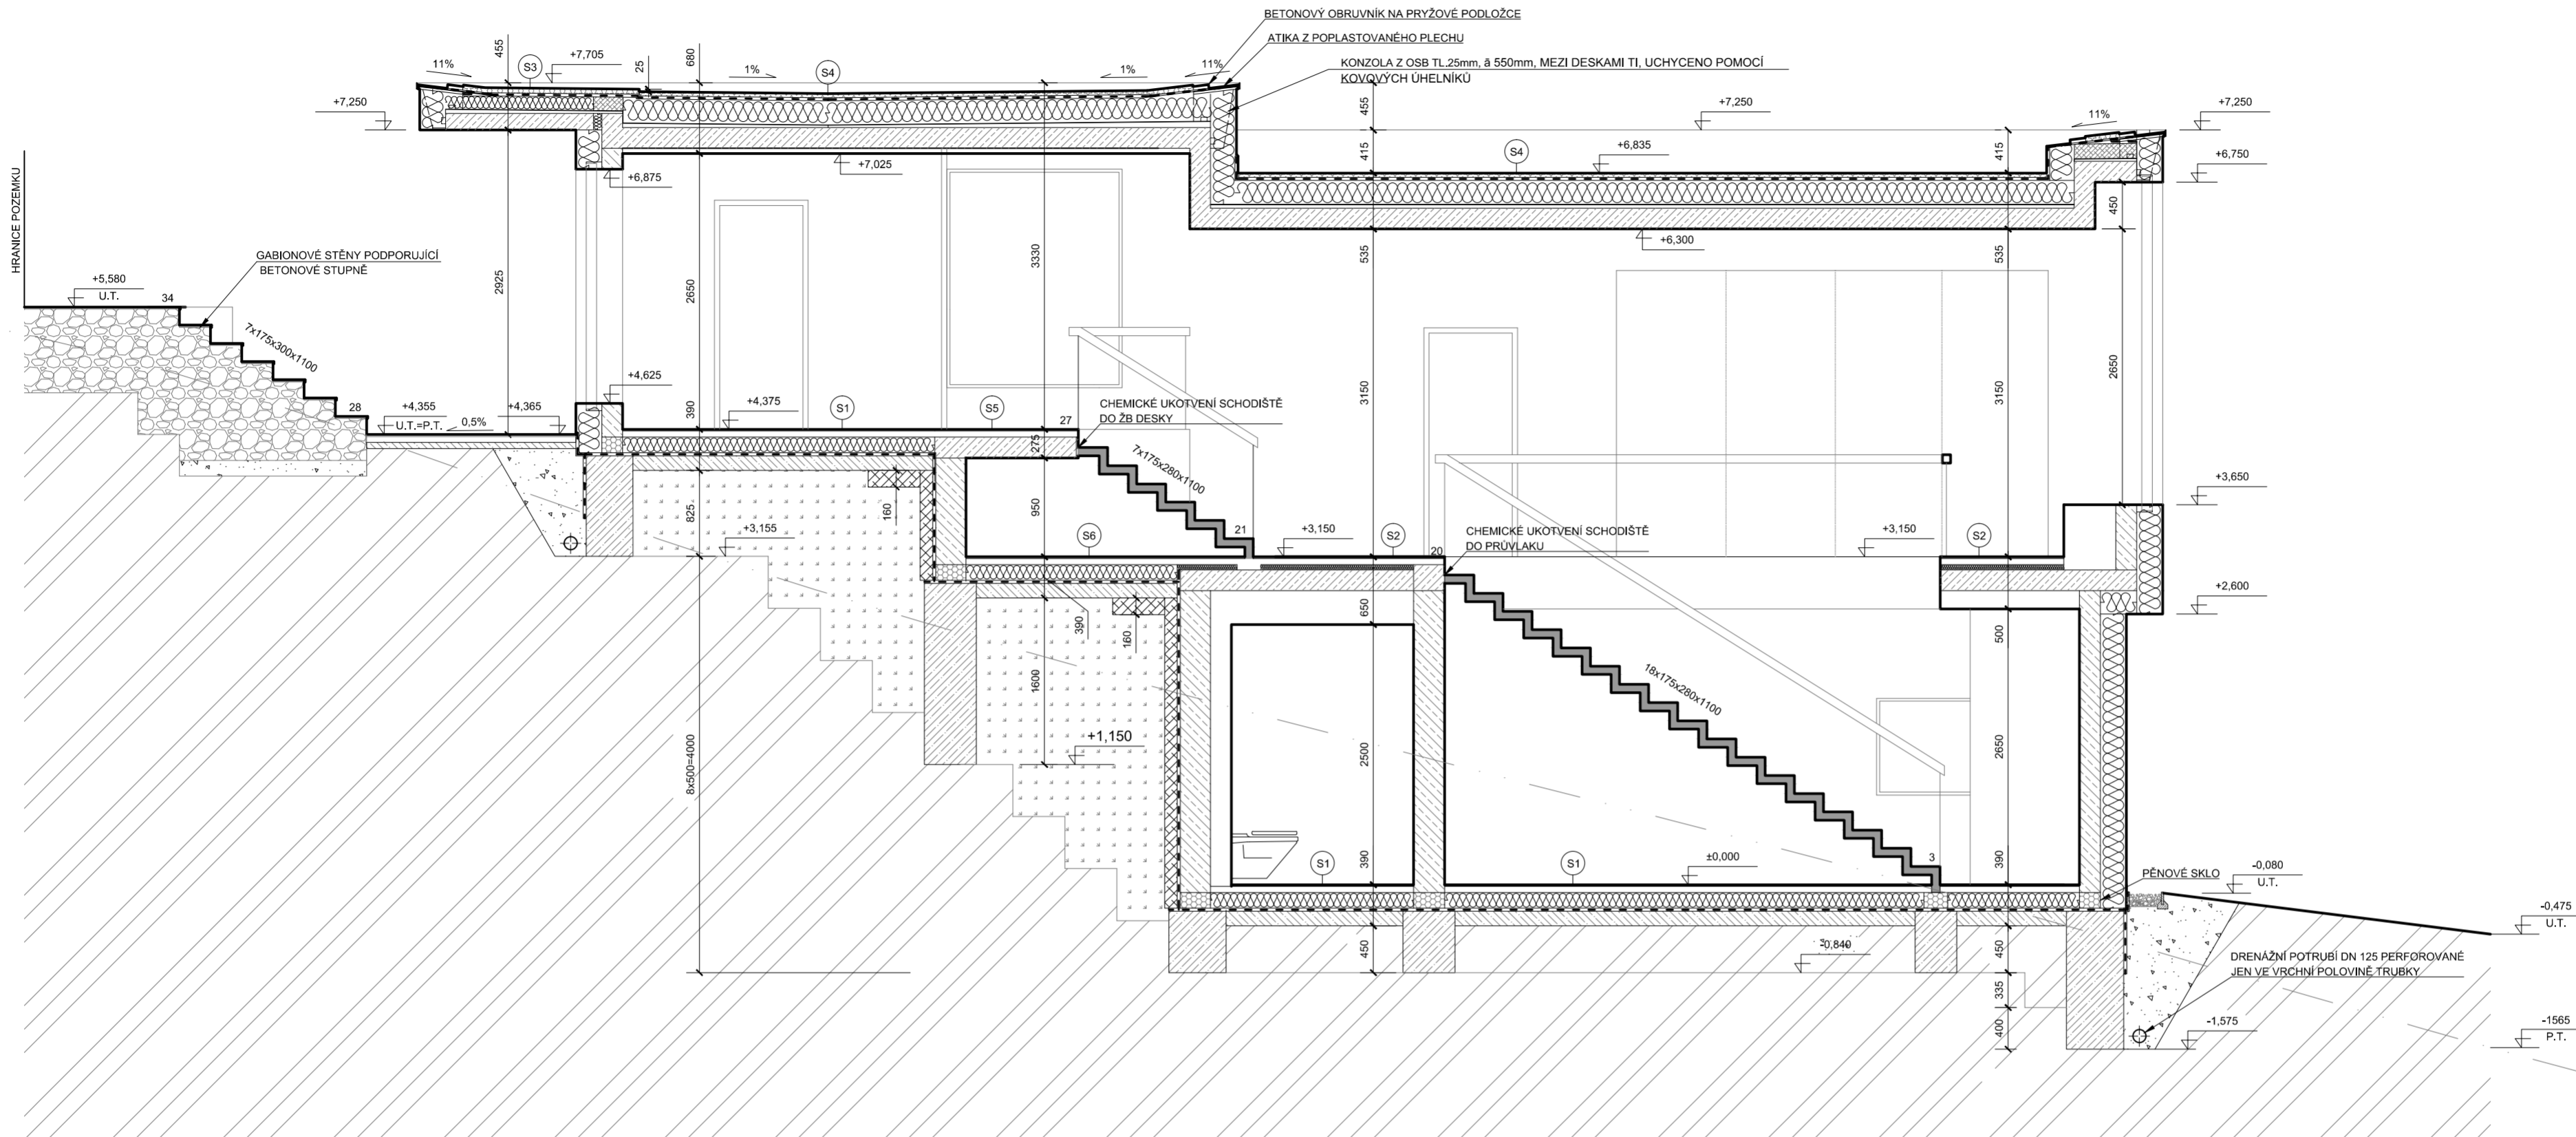 BETONOVÝ OBRUVNÍK NA PRYŽOVÉ PODLOŽCE
ATIKA Z POPLASTOVANÉHO PLECHU
KONZOLA Z OSB TL.25mm, ā 550mm, MEZI DESKAMI TI, UCHYCENO POMOCÍ
KOVOVÝCH ÚHELNÍKŮ
455
11%
S3
+7,705
25
680
1%
S4
1%
11%
+7,250
455
+7,250
11%
+7,250
415
S4
+6,835
415
+6,750
+7,025
+6,875
450
+6,300
HRANICE POZEMKU
GABIONOVÉ STĚNY PODPORUJÍCÍ
BETONOVÉ STUPNĚ
+5,580
U.T.
34
7x175x300x1100
28
2925
2650
3330
535
535
3150
3150
2650
+4,625
+4,355
U.T.=P.T.
0,5%
+4,365
390
+4,375
S1
S5
27
CHEMICKÉ UKOTVENÍ SCHODIŠTĚ
DO ŽB DESKY
275
7x175x280x1100
950
160
825
+3,155
S6
21
+3,150
S2
20
CHEMICKÉ UKOTVENÍ SCHODIŠTĚ
DO PRŮVLAKU
+3,150
S2
+3,650
+2,600
390
160
650
500
1600
+1,150
8x500=4000
2500
18x175x280x1100
2650
390
S1
S1
±0,000
3
390
PĚNOVÉ SKLO
-0,080
U.T.
-0,475
U.T.
450
-0,840
450
DRENÁŽNÍ POTRUBÍ DN 125 PERFOROVANÉ
JEN VE VRCHNÍ POLOVINĚ TRUBKY
335
400
-1,575
-1565
P.T.